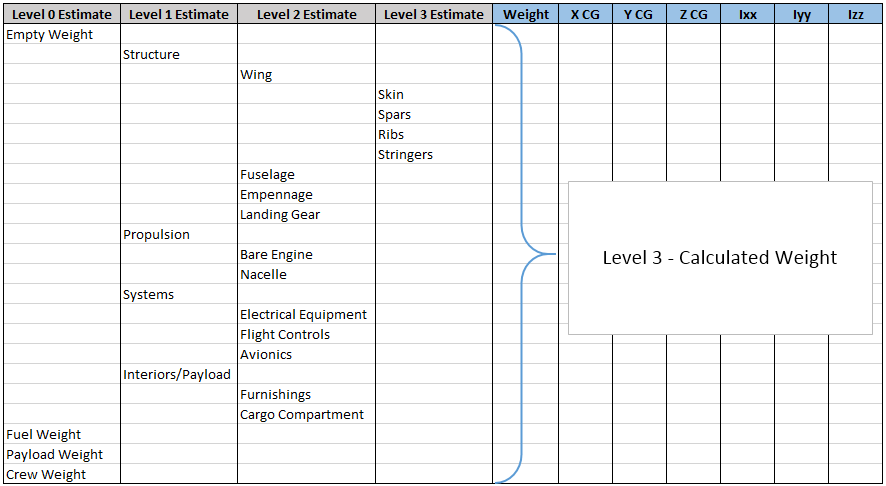 Level 0 Estimate Level 1 Estimate Level 2 Estimate Level 3 Estimate Weight X CG Y CG Z CG Ixx Iyy Izz
Empty Weight
Structure
Wing
Skin
Spars
Ribs
Stringers
Fuselage
Empennage
Landing Gear
Propulsion
Bare Engine
Level 3 - Calculated Weight
Nacelle
Systems
Electrical Equipment
Flight Controls
Avionics
Interiors/Payload
Furnishings
Cargo Compartment
Fuel Weight
Payload Weight
Crew Weight